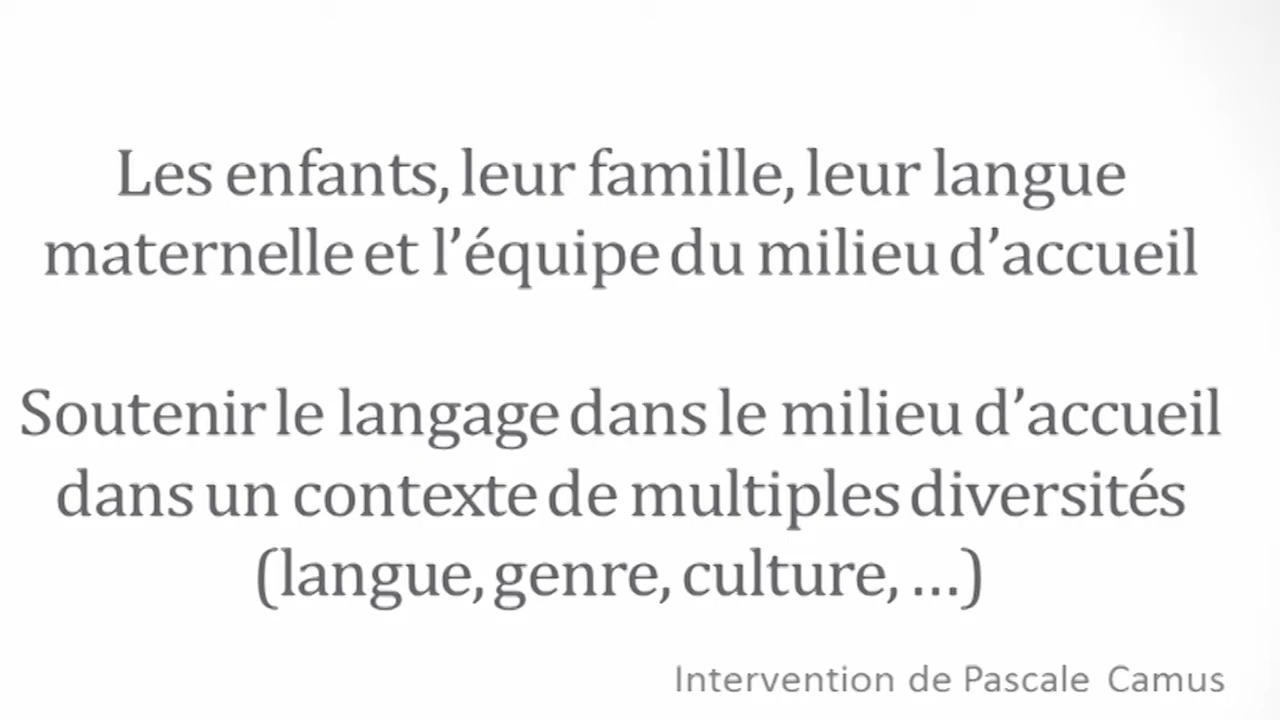 Les enfants, leur famille, leur langue
maternelle et l’équipe du milieu d’accueil
Soutenir le langage dans le milieu d’accueil
dans un contexte de multiples diversités
(langue, genre, culture, …)
Intervention de Pascale Camus